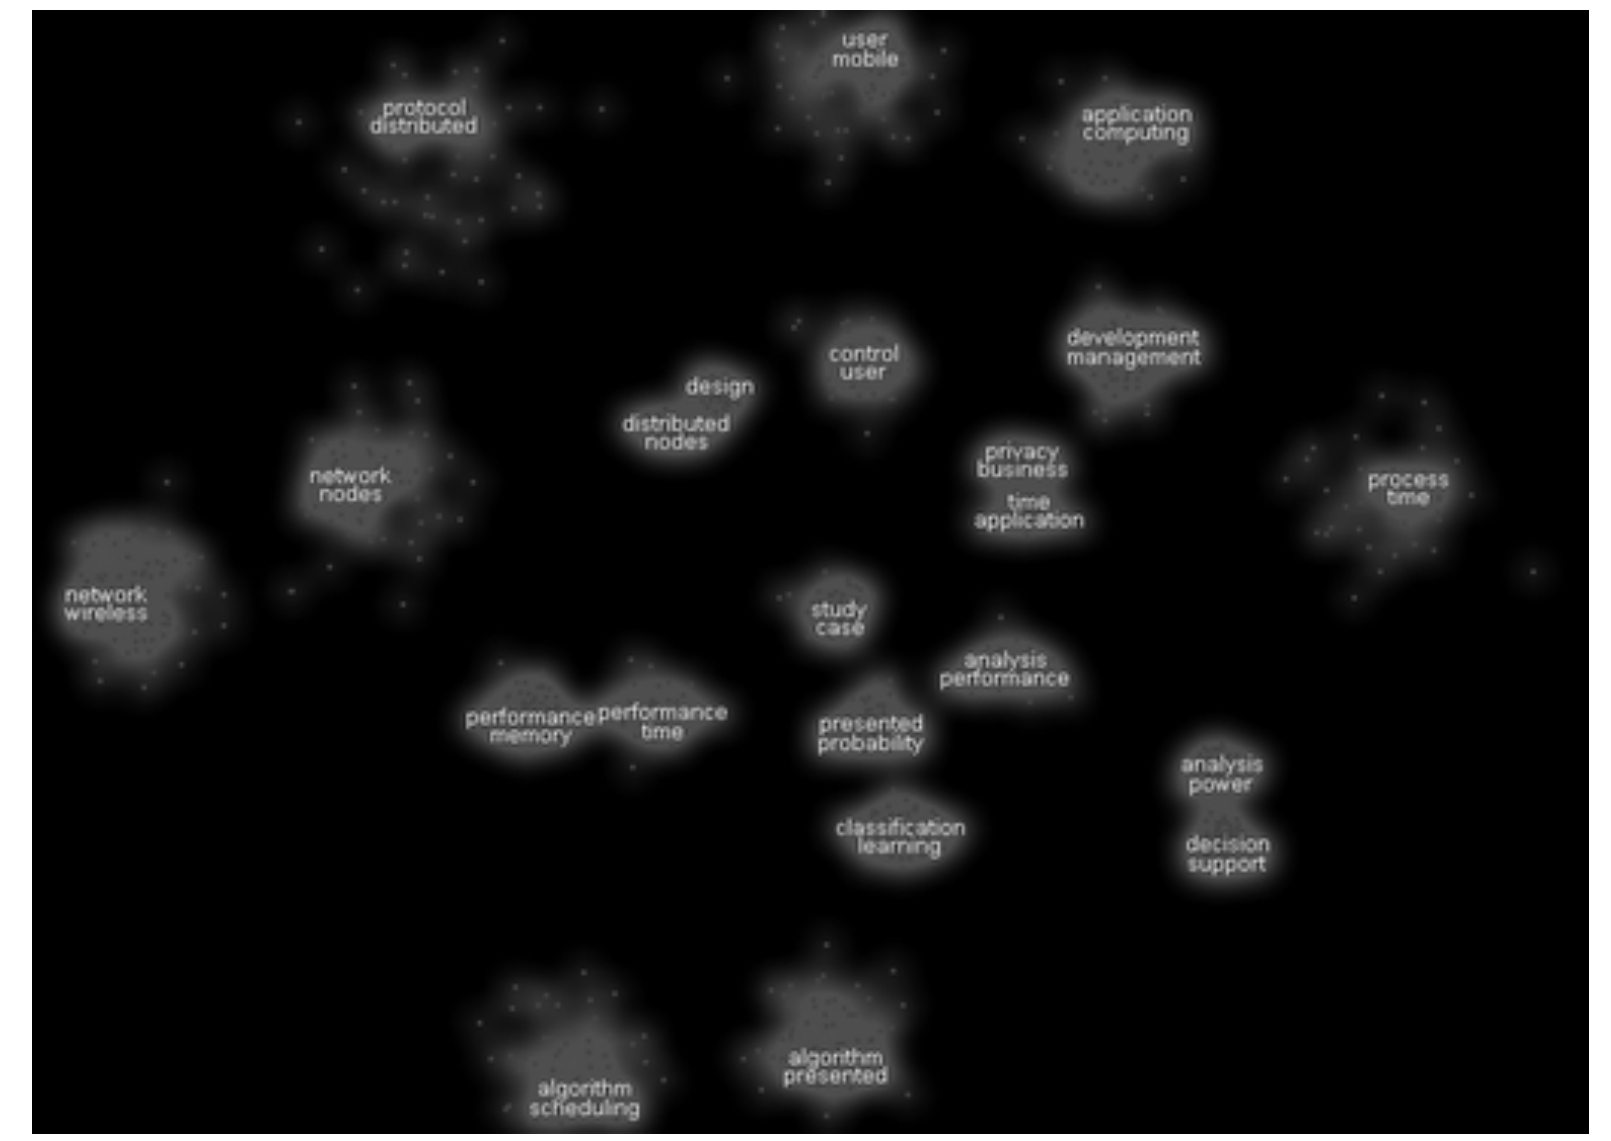 user
mobile
protocol
distributed
application
computing
development
management
control
user
design
distributed
nodes
privacy
business
time
application
process
time
network
nodes
network
wireless
study
case
analysis
performance
performance
memory
performance
time
presented
probability
analysis
power
classification
learning
decision
support
algorithm
presented
algorithm
scheduling